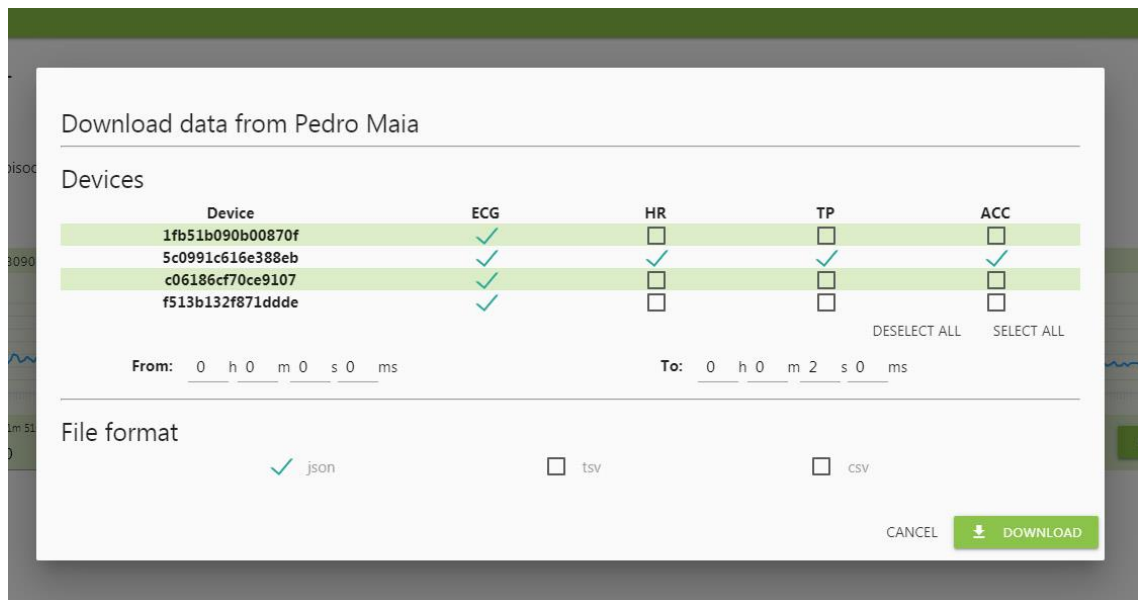 Download data from Pedro Maia
Devices
Device ECG HR TP ACC
1fb51b090b00870f
5c0991c616e388eb
c06186cf70ce9107
f513b132f871ddde
DESELECT ALL SELECT ALL
From: 0 h 0 m 0 s 0 ms To: 0 h 0 m 2 s 0 ms
File format
json tsv csv
CANCEL DOWNLOAD